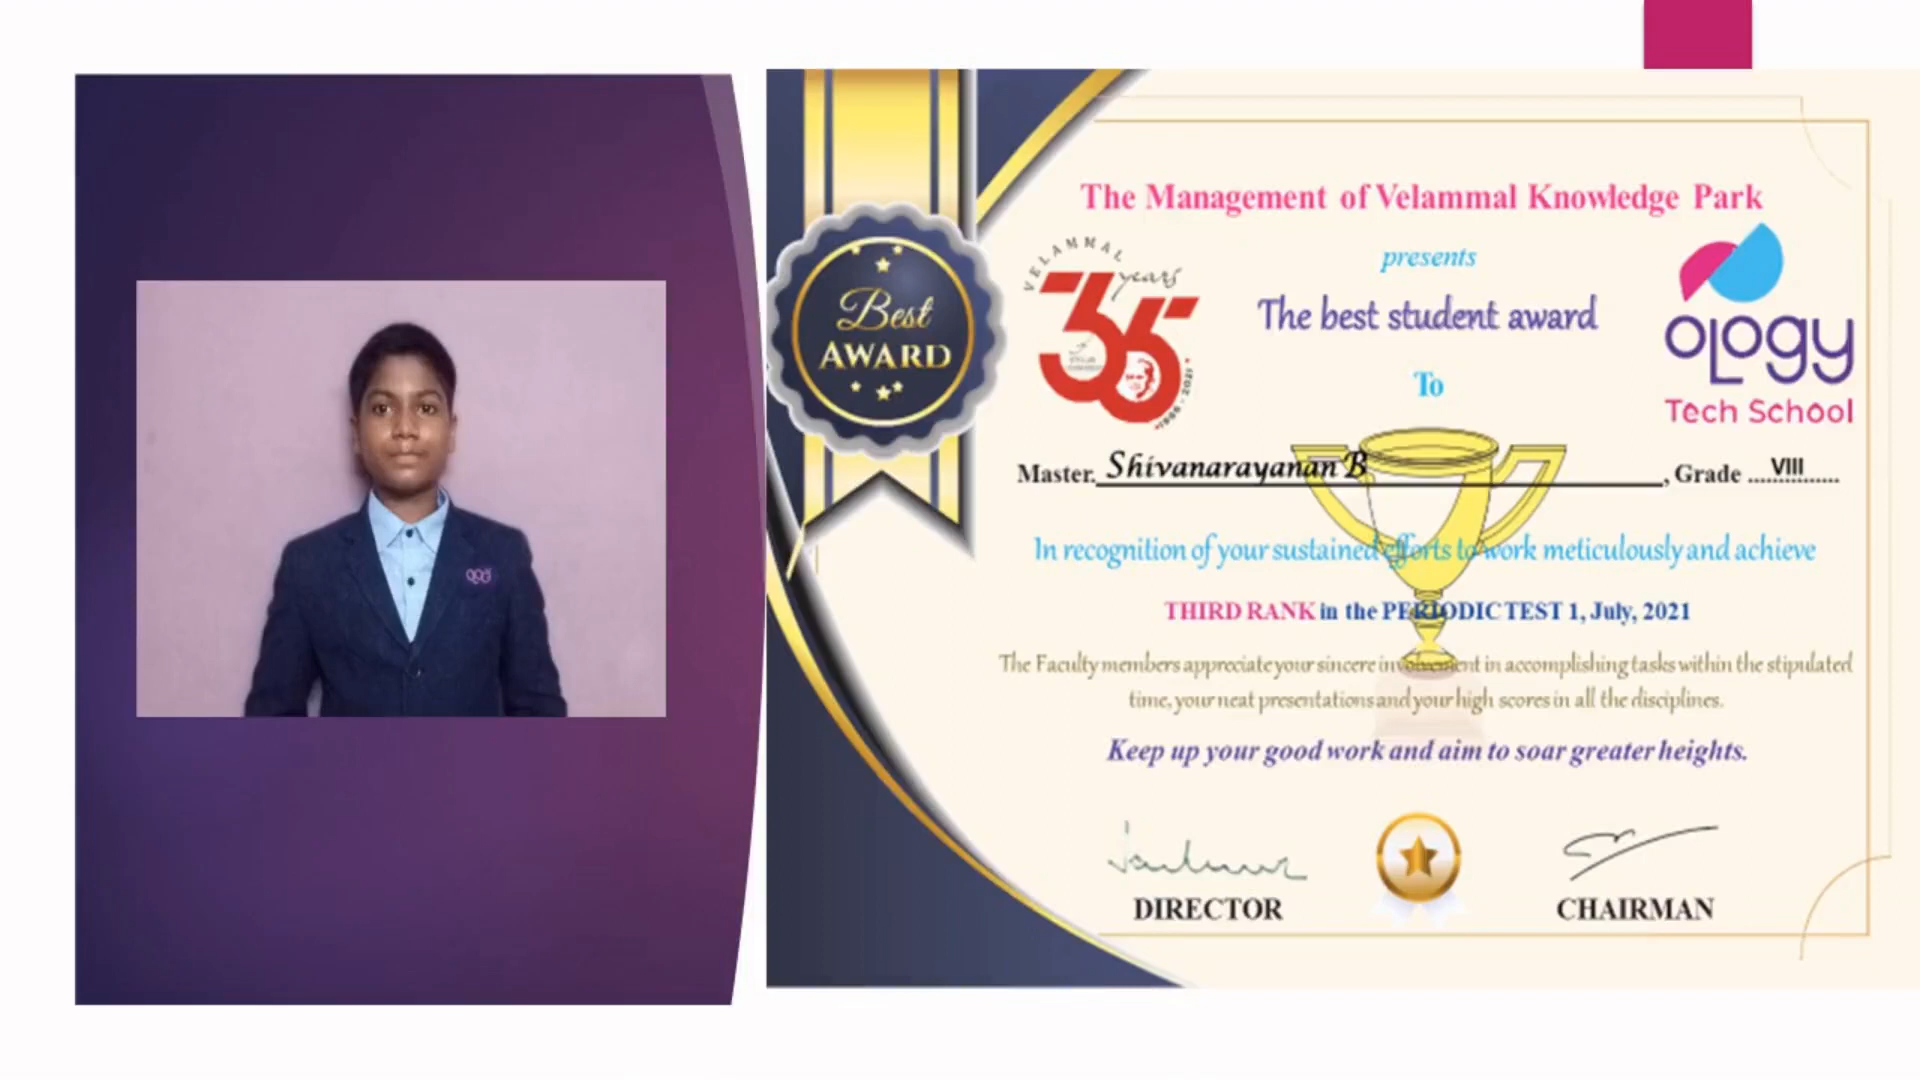 The Management of Velammal Knowledge Park
presents
VELAMMAL
35 years
1986 - 2021
The best student award
ology
Tech School
Best
AWARD
To
Master. Shivanarayanan B, Grade ...VIII...
In recognition of your sustained efforts to work meticulously and achieve
THIRD RANK in the PERIODIC TEST 1, July, 2021
The Faculty members appreciate your sincere involvement in accomplishing tasks within the stipulated
time, your neat presentations and your high scores in all the disciplines.
Keep up your good work and aim to soar greater heights.
DIRECTOR
CHAIRMAN